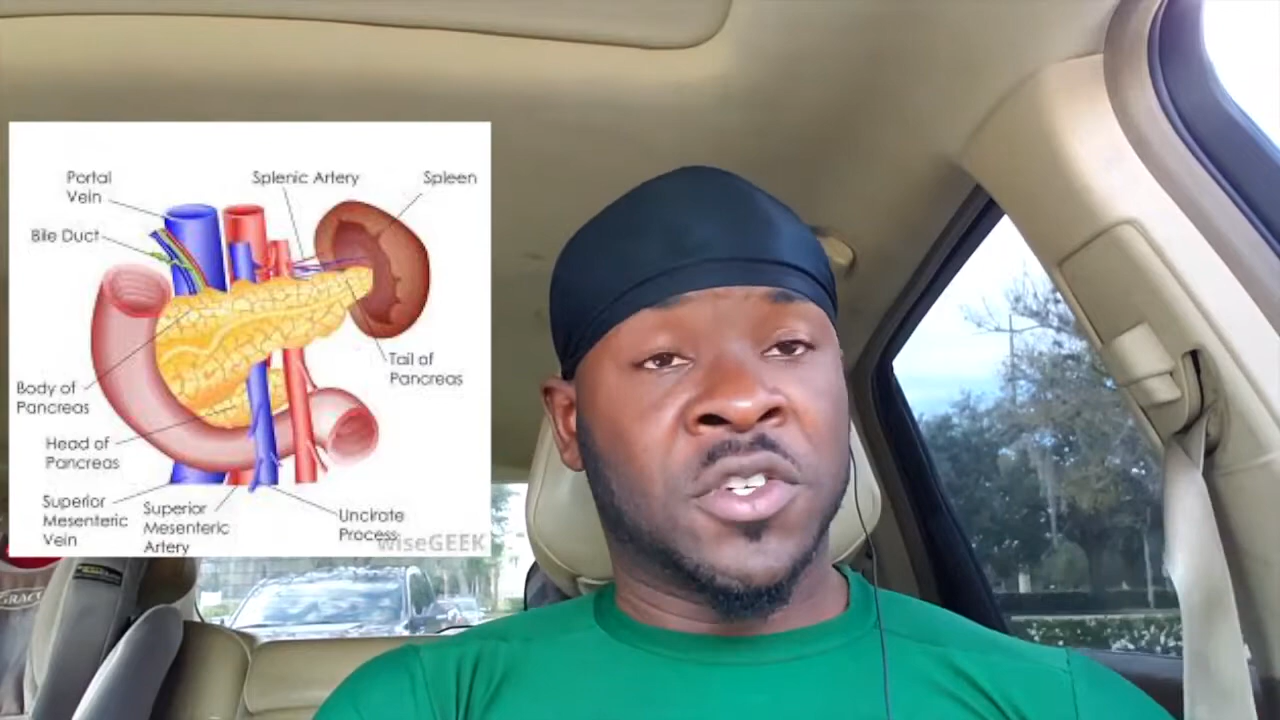 Portal
Vein
Splenic Artery
Spleen
Bile Duct
Tail of
Pancreas
Body of
Pancreas
Head of
Pancreas
Superior
Mesenteric
Vein
Superior
Mesenteric
Artery
Uncirate
Process
wiseGEEK
GRACO